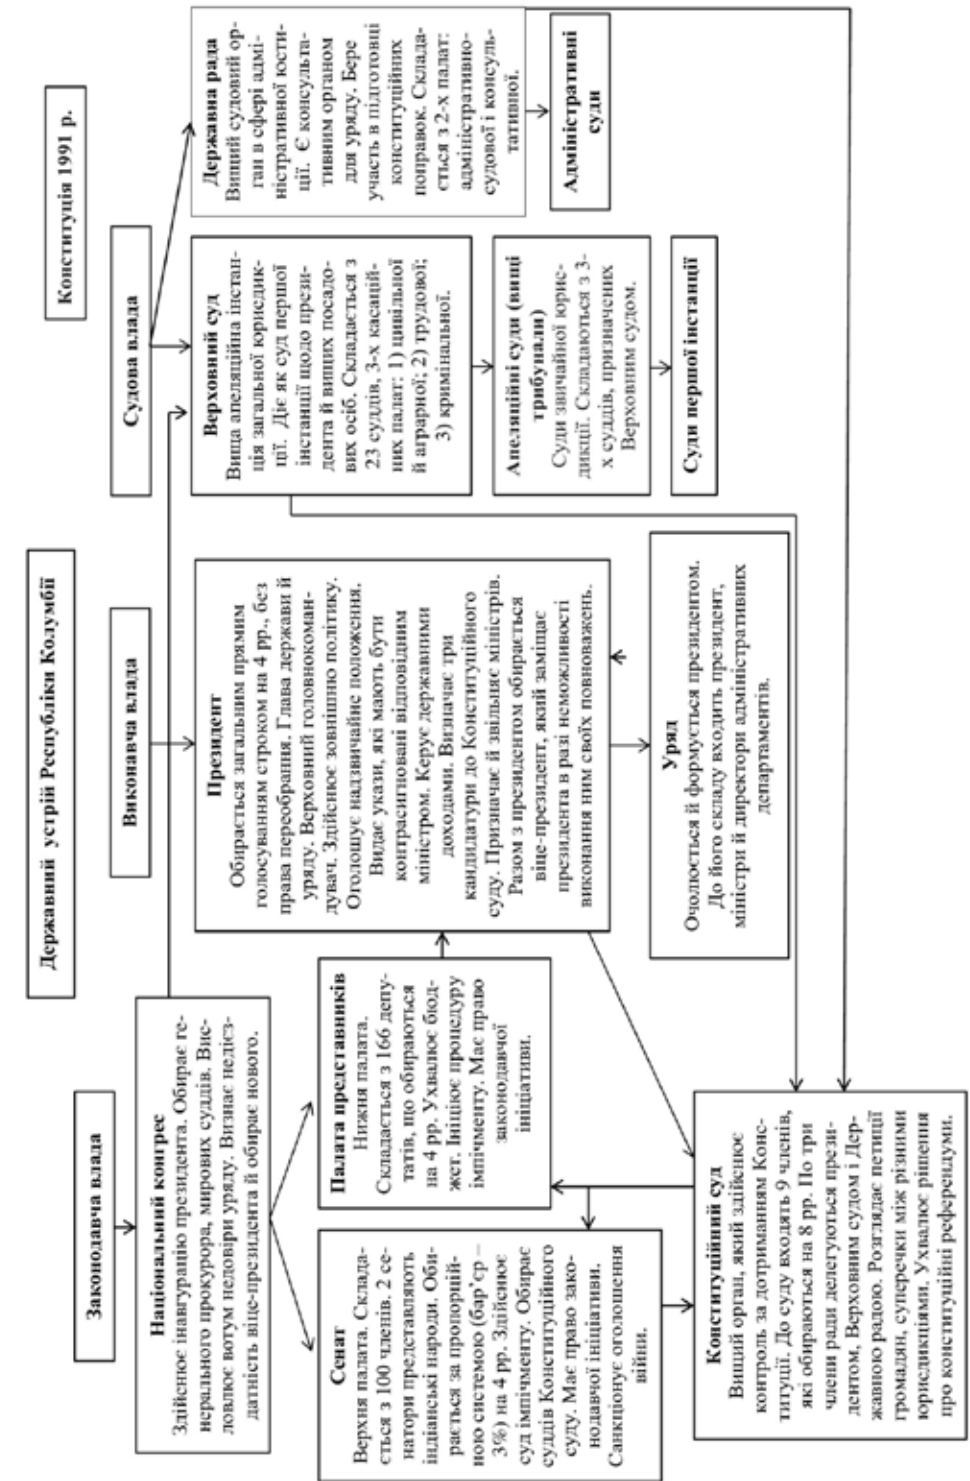 Державний устрій Республіки Колумбії
Конституція 1991 р.
Законодавча влада
Національний конгрес
Здійснює інавгурацію президента. Обирає ге-
нерального прокурора, мирових суддів. Вис-
ловлює вотум недовіри уряду. Визнає недієз-
датність віце-президента й обирає нового.
Сенат
Верхня палата. Склада-
ється з 100 членів. 2 се-
натори представляють
індіанські народи. Оби-
рається за пропорцій-
ною системою (бар’єр –
3%) на 4 рр. Здійснює
суд імпічменту. Обирає
суддів Конституційного
суду. Має право зако-
нодавчої ініціативи.
Санкціонує оголошення
війни.
Палата представників
Нижня палата.
Складається з 166 депу-
татів, що обираються
на 4 рр. Ухвалює бюд-
жет. Ініціює процедуру
імпічменту. Має право
законодавчої
ініціативи.
Виконавча влада
Президент
Обирається загальним прямим
голосуванням строком на 4 рр., без
права переобрання. Глава держави й
уряду. Верховний головнокоман-
дувач. Здійснює зовнішню політику.
Оголошує надзвичайне положення.
Видає укази, які мають бути
контрасигновані відповідним
міністром. Керує державними
доходами. Визначає три
кандидатури до Конституційного
суду. Призначає й звільняє міністрів.
Разом з президентом обирається
віце-президент, який заміщає
президента в разі неможливості
виконання ним своїх повноважень.
Уряд
Очолюється й формується президентом.
До його складу входить президент,
міністри й директори адміністративних
департаментів.
Судова влада
Верховний суд
Вища апеляційна інстан-
ція загальної юрисдик-
ції. Діє як суд першої
інстанції щодо прези-
дента й вищих посадо-
вих осіб. Складається з
23 суддів, 3-х касацій-
них палат: 1) цивільної
й аграрної; 2) трудової;
3) кримінальної.
Апеляційні суди (вищі
трибунали)
Суди звичайної юрис-
дикції. Складаються з 3-
х суддів, призначених
Верховним судом.
Суди першої інстанції
Державна рада
Вищий судовий ор-
ган в сфері адмі-
ністративної юсти-
ції. Є консульта-
тивним органом
для уряду. Бере
участь в підготовці
конституційних
поправок. Склада-
ється з 2-х палат:
адміністративно-
судової і консуль-
тативної.
Адміністративні
суди
Конституційний суд
Вищий орган, який здійснює
контроль за дотриманням Конс-
титуції. До суду входять 9 членів,
які обираються на 8 рр. По три
члени ради делегуються прези-
дентом, Верховним судом і Дер-
жавною радою. Розглядає петиції
громадян, суперечки між різними
юрисдикціями. Ухвалює рішення
про конституційні референдуми.